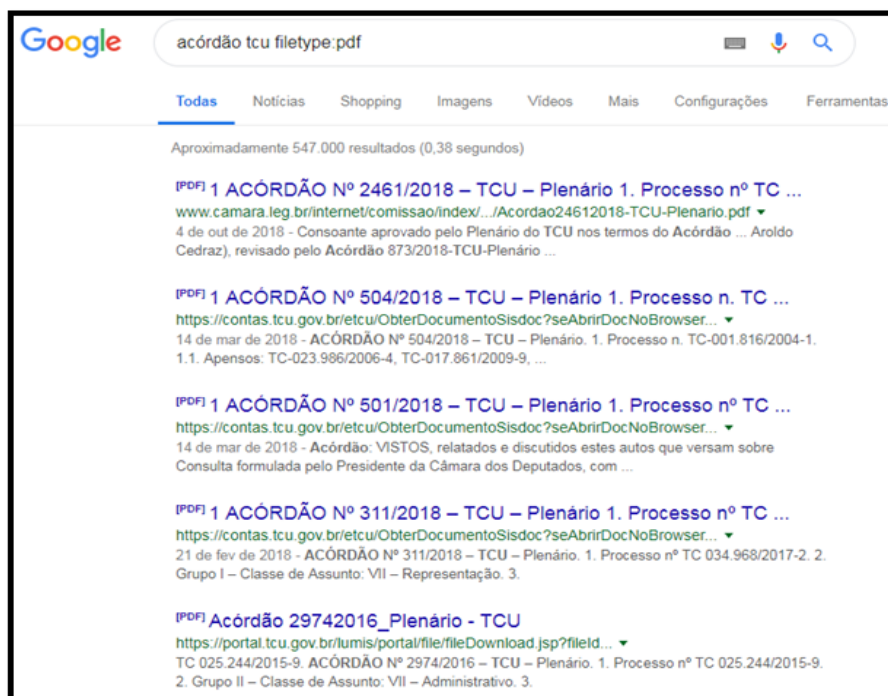 Google
acórdão tcu filetype:pdf
Todas Notícias Shopping Imagens Vídeos Mais Configurações Ferramentas
Aproximadamente 547.000 resultados (0,38 segundos)
[PDF] 1 ACÓRDÃO Nº 2461/2018 – TCU – Plenário 1. Processo nº TC ...
www.camara.leg.br/internet/comissao/index/.../Acordao24612018-TCU-Plenario.pdf
4 de out de 2018 - Consoante aprovado pelo Plenário do TCU nos termos do Acórdão ... Aroldo
Cedraz), revisado pelo Acórdão 873/2018-TCU-Plenário ...
[PDF] 1 ACÓRDÃO Nº 504/2018 – TCU – Plenário 1. Processo n. TC ...
https://contas.tcu.gov.br/etcu/ObterDocumentoSisdoc?seAbrirDocNoBrowser...
14 de mar de 2018 - ACÓRDÃO Nº 504/2018 – TCU – Plenário. 1. Processo n. TC-001.816/2004-1.
1.1. Apensos: TC-023.986/2006-4, TC-017.861/2009-9, ...
[PDF] 1 ACÓRDÃO Nº 501/2018 – TCU – Plenário 1. Processo nº TC ...
https://contas.tcu.gov.br/etcu/ObterDocumentoSisdoc?seAbrirDocNoBrowser...
14 de mar de 2018 - Acórdão: VISTOS, relatados e discutidos estes autos que versam sobre
Consulta formulada pelo Presidente da Câmara dos Deputados, com ...
[PDF] 1 ACÓRDÃO Nº 311/2018 – TCU – Plenário 1. Processo nº TC ...
https://contas.tcu.gov.br/etcu/ObterDocumentoSisdoc?seAbrirDocNoBrowser...
21 de fev de 2018 - ACÓRDÃO Nº 311/2018 – TCU – Plenário. 1. Processo nº TC 034.968/2017-2. 2.
Grupo I – Classe de Assunto: VII – Representação. 3.
[PDF] Acórdão 29742016_Plenário - TCU
https://portal.tcu.gov.br/lumis/portal/file/fileDownload.jsp?fileId...
TC 025.244/2015-9. ACÓRDÃO Nº 2974/2016 – TCU – Plenário. 1. Processo nº TC 025.244/2015-9.
2. Grupo II – Classe de Assunto: VII – Administrativo. 3.